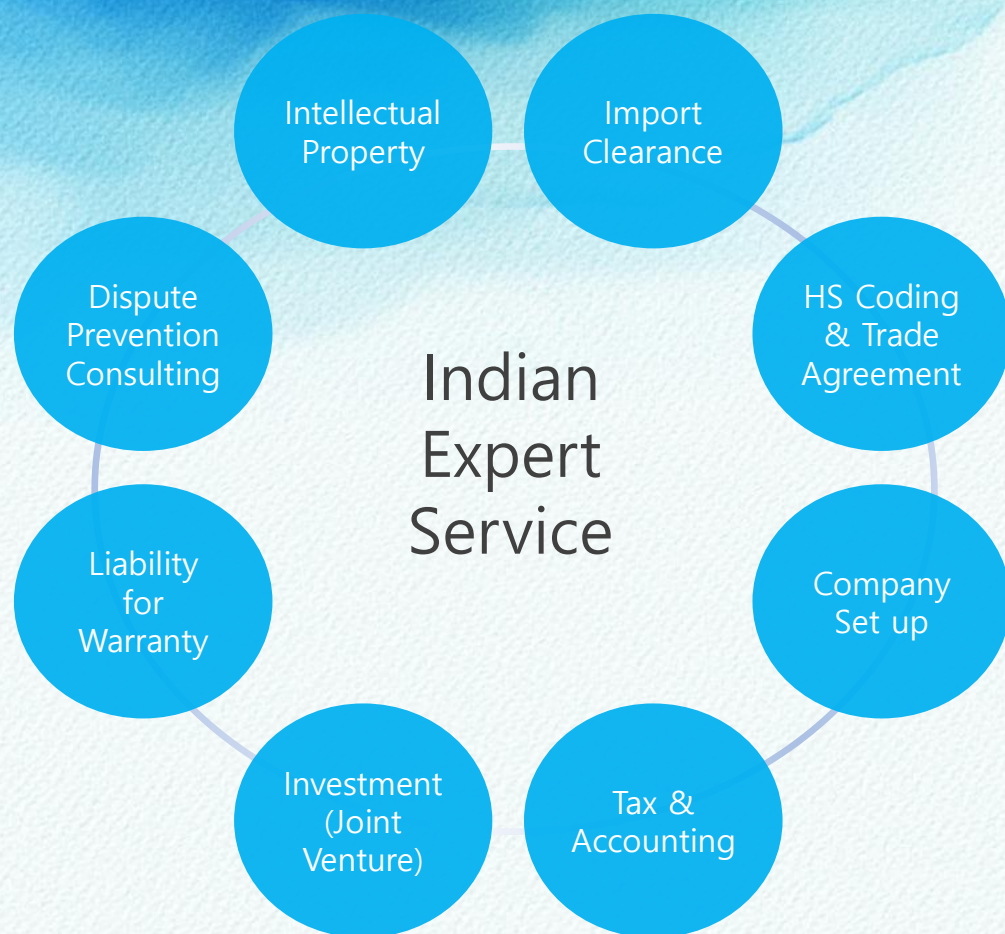 Intellectual
Property
Import
Clearance
HS Coding
& Trade
Agreement
Company
Set up
Tax &
Accounting
Investment
(Joint
Venture)
Liability
for
Warranty
Dispute
Prevention
Consulting
Indian
Expert
Service